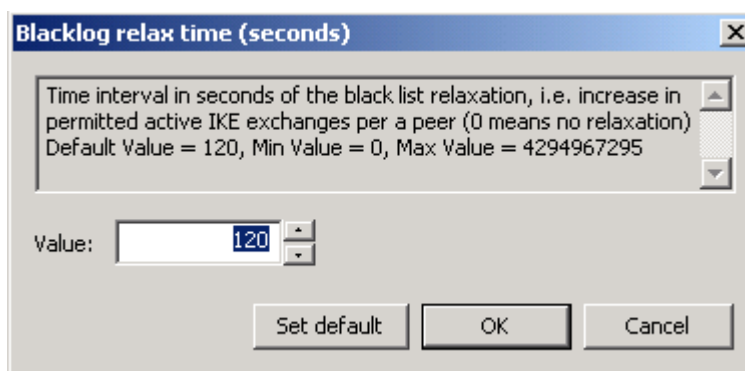 Blacklog relax time (seconds)
Time interval in seconds of the black list relaxation, i.e. increase in
permitted active IKE exchanges per a peer (0 means no relaxation)
Default Value = 120, Min Value = 0, Max Value = 4294967295
Value: 120
Set default OK Cancel